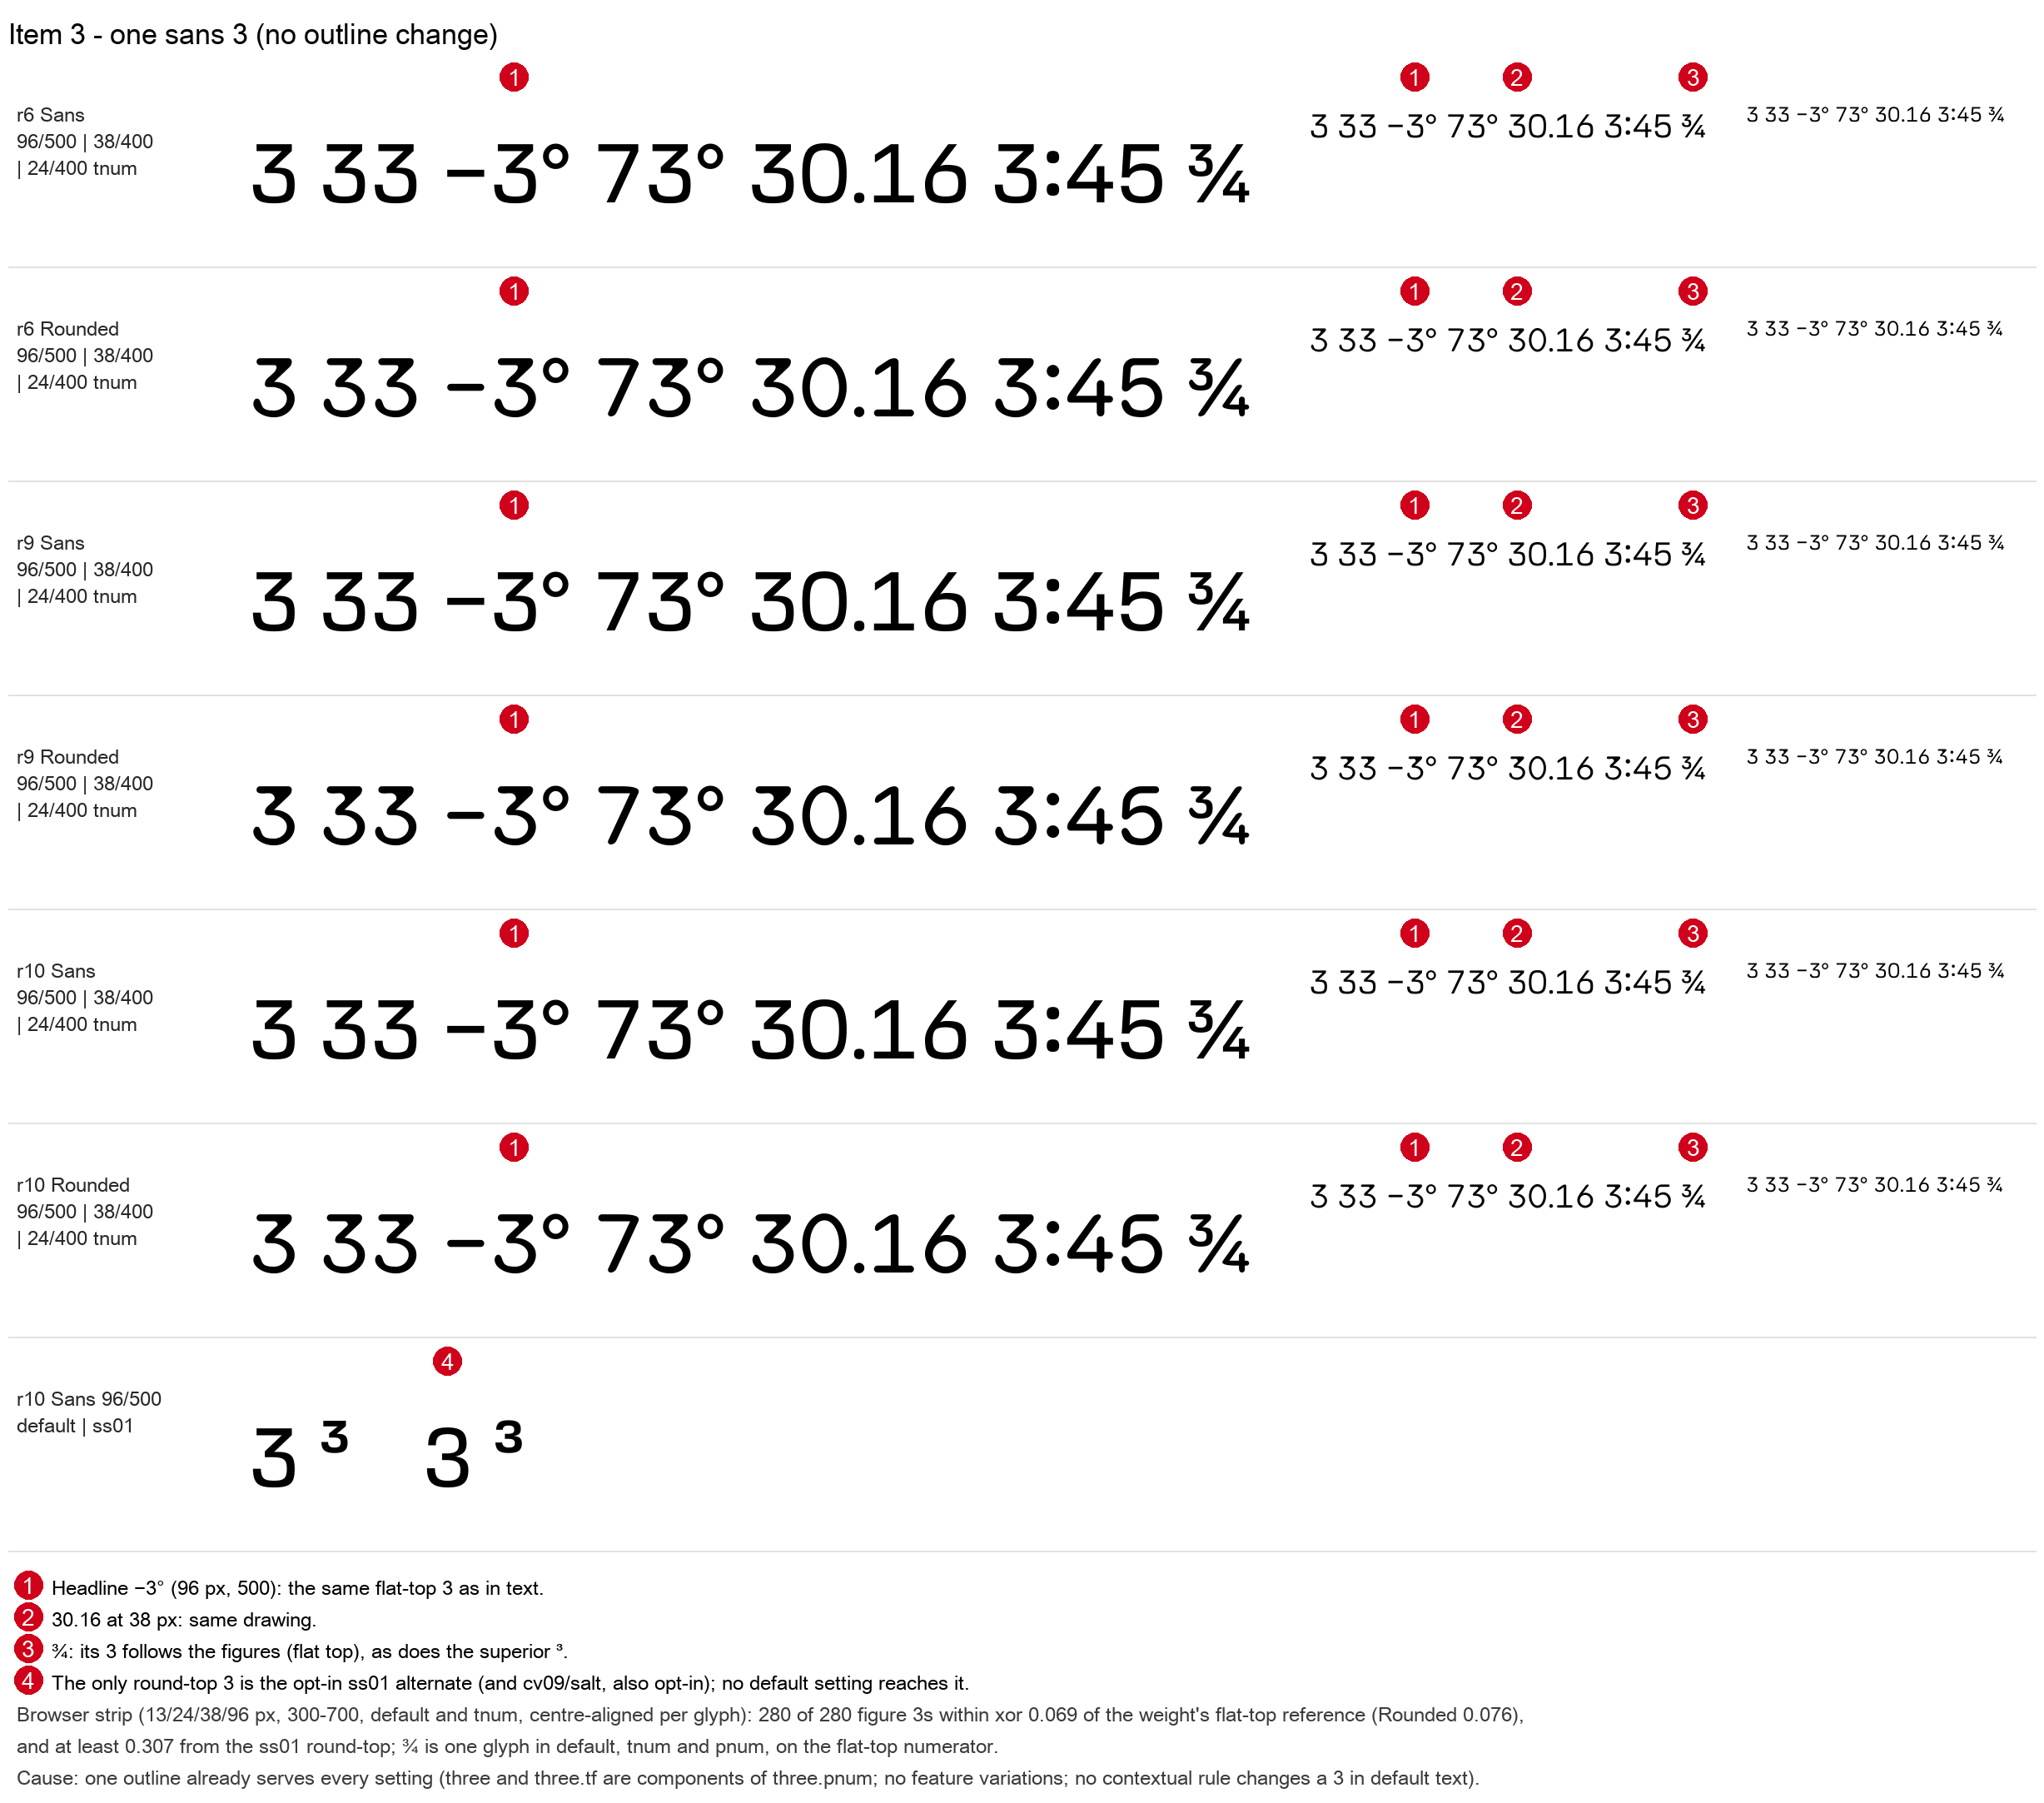 Item 3 - one sans 3 (no outline change)
1 1 2 3
r6 Sans
96/500 | 38/400
| 24/400 tnum
3 33 −3° 73° 30.16 3:45 ¾ 3 33 −3° 73° 30.16 3:45 ¾ 3 33 −3° 73° 30.16 3:45 ¾
1 1 2 3
r6 Rounded
96/500 | 38/400
| 24/400 tnum
3 33 −3° 73° 30.16 3:45 ¾ 3 33 −3° 73° 30.16 3:45 ¾ 3 33 −3° 73° 30.16 3:45 ¾
1 1 2 3
r9 Sans
96/500 | 38/400
| 24/400 tnum
3 33 −3° 73° 30.16 3:45 ¾ 3 33 −3° 73° 30.16 3:45 ¾ 3 33 −3° 73° 30.16 3:45 ¾
1 1 2 3
r9 Rounded
96/500 | 38/400
| 24/400 tnum
3 33 −3° 73° 30.16 3:45 ¾ 3 33 −3° 73° 30.16 3:45 ¾ 3 33 −3° 73° 30.16 3:45 ¾
1 1 2 3
r10 Sans
96/500 | 38/400
| 24/400 tnum
3 33 −3° 73° 30.16 3:45 ¾ 3 33 −3° 73° 30.16 3:45 ¾ 3 33 −3° 73° 30.16 3:45 ¾
1 1 2 3
r10 Rounded
96/500 | 38/400
| 24/400 tnum
3 33 −3° 73° 30.16 3:45 ¾ 3 33 −3° 73° 30.16 3:45 ¾ 3 33 −3° 73° 30.16 3:45 ¾
4
r10 Sans 96/500
default | ss01
3 ³ 3 ³
1 Headline −3° (96 px, 500): the same flat-top 3 as in text.
2 30.16 at 38 px: same drawing.
3 ¾: its 3 follows the figures (flat top), as does the superior ³.
4 The only round-top 3 is the opt-in ss01 alternate (and cv09/salt, also opt-in); no default setting reaches it.
Browser strip (13/24/38/96 px, 300-700, default and tnum, centre-aligned per glyph): 280 of 280 figure 3s within xor 0.069 of the weight's flat-top reference (Rounded 0.076),
and at least 0.307 from the ss01 round-top; ¾ is one glyph in default, tnum and pnum, on the flat-top numerator.
Cause: one outline already serves every setting (three and three.tf are components of three.pnum; no feature variations; no contextual rule changes a 3 in default text).